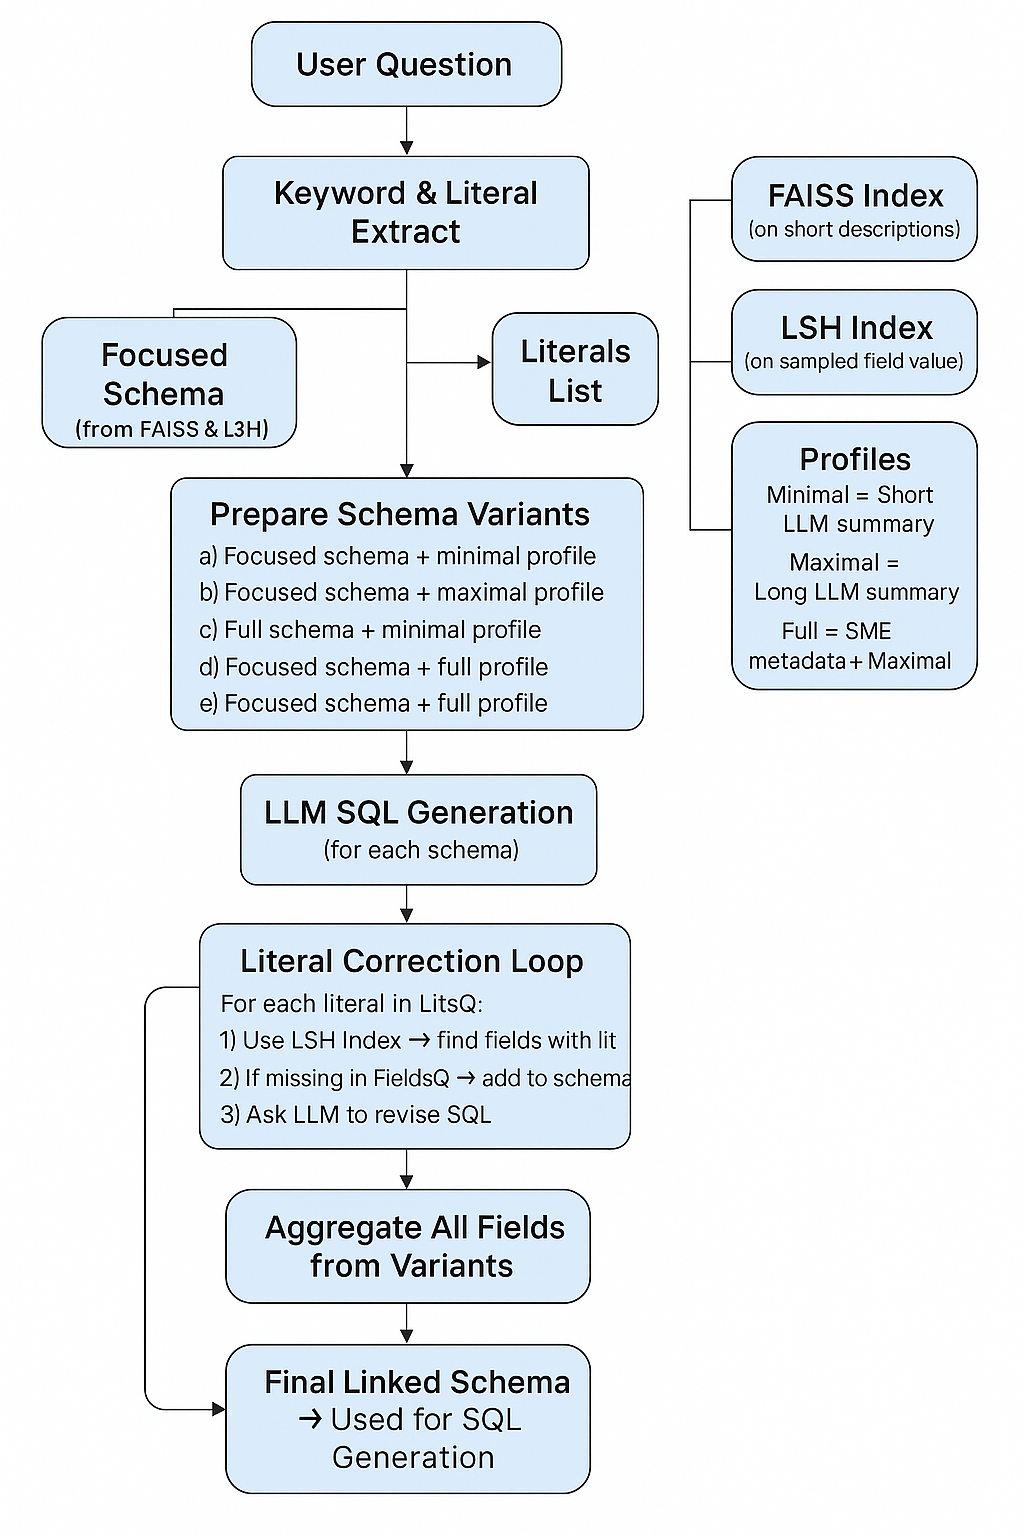 User Question
Keyword & Literal
Extract
Focused
Schema
(from FAISS & L3H)
Literals
List
FAISS Index
(on short descriptions)
LSH Index
(on sampled field value)
Profiles
Minimal = Short
LLM summary
Maximal =
Long LLM summary
Full = SME
metadata + Maximal
Prepare Schema Variants
a) Focused schema + minimal profile
b) Focused schema + maximal profile
c) Full schema + minimal profile
d) Focused schema + full profile
e) Focused schema + full profile
LLM SQL Generation
(for each schema)
Literal Correction Loop
For each literal in LitsQ:
1) Use LSH Index → find fields with lit
2) If missing in FieldsQ → add to schema
3) Ask LLM to revise SQL
Aggregate All Fields
from Variants
Final Linked Schema
→ Used for SQL
Generation